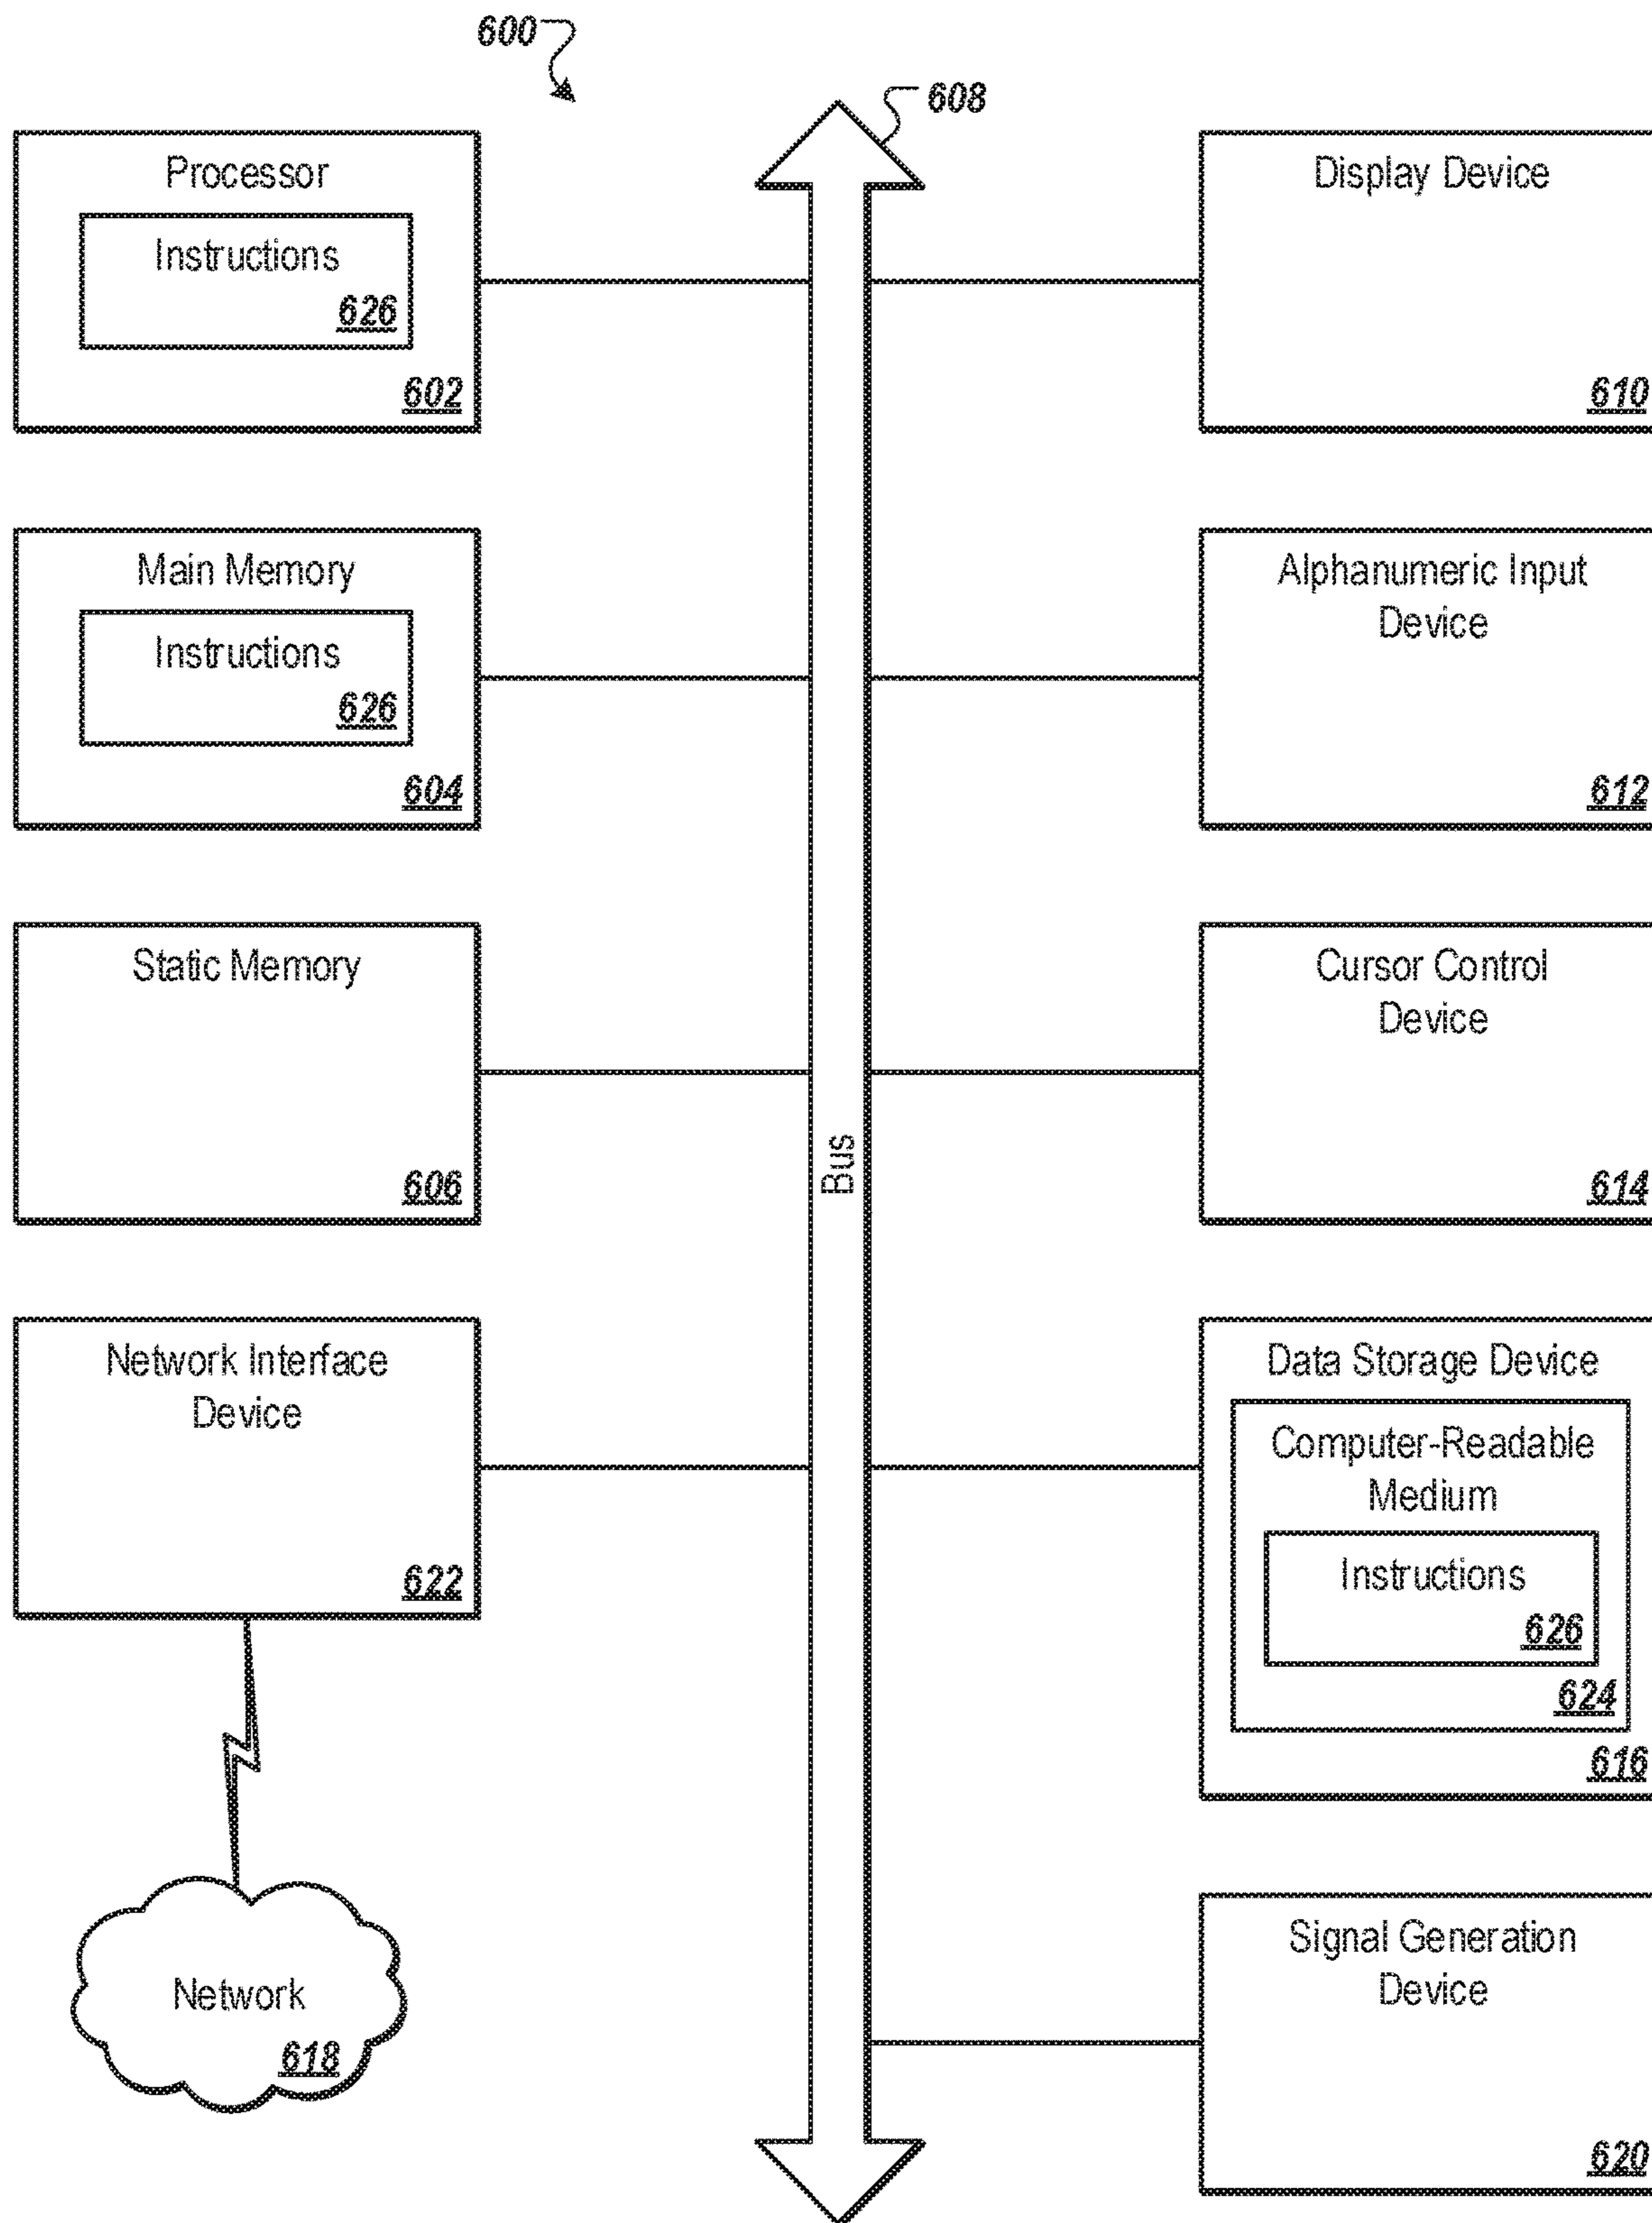 600
608
Processor
Instructions
626
602
Main Memory
Instructions
626
604
Static Memory
606
Network Interface
Device
622
Network
618
Bus
Display Device
610
Alphanumeric Input
Device
612
Cursor Control
Device
614
Data Storage Device
Computer-Readable
Medium
Instructions
626
624
616
Signal Generation
Device
620